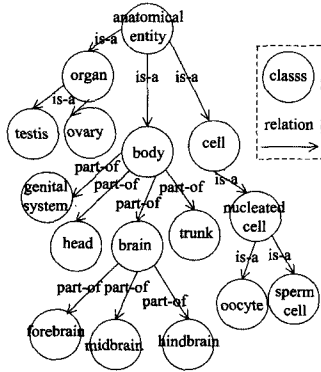 anatomical
entity
is-a
organ
is-a
is-a
classs
is-a
testis
ovary
body
cell
relation
part-of
part-of
is-a
genital
system
part-of
part-of
nucleated
cell
head
brain
trunk
is-a
is-a
part-of
part-of
part-of
oocyte
sperm
cell
forebrain
midbrain
hindbrain